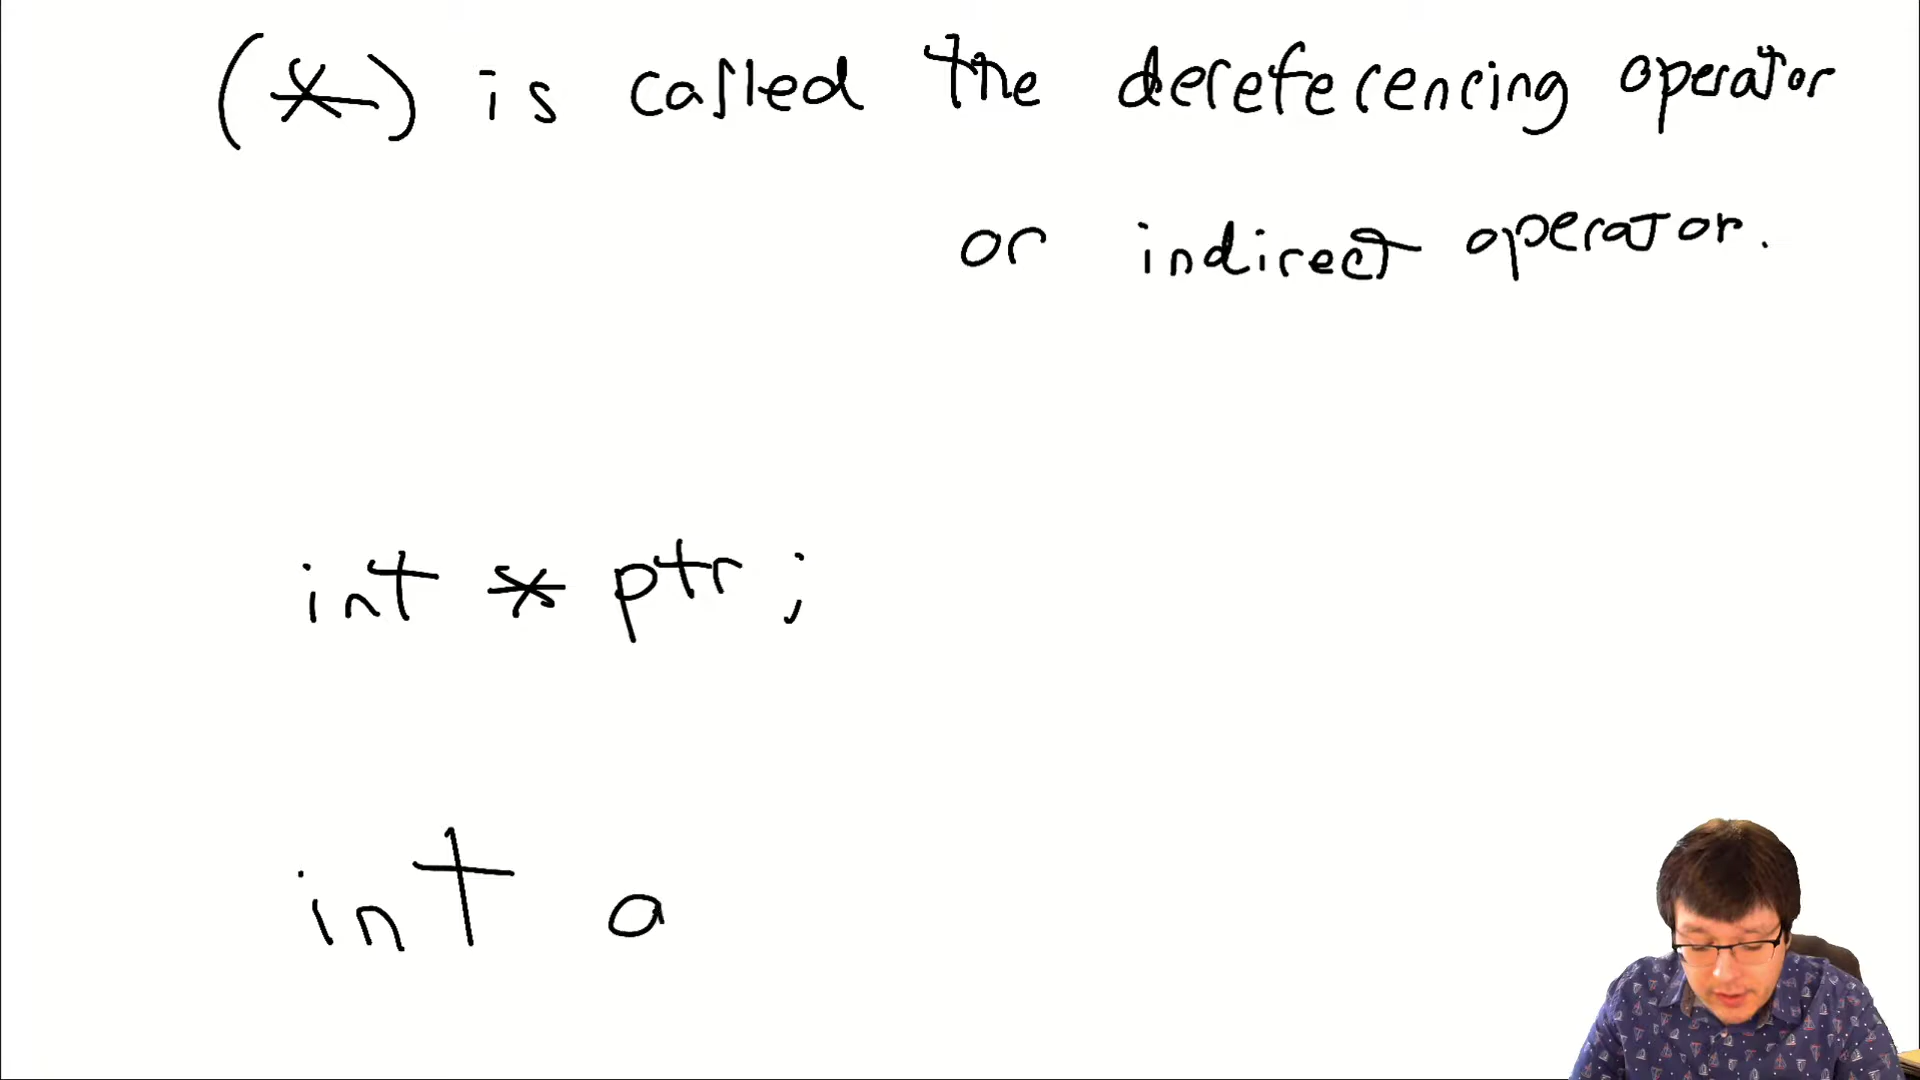 (*) is called the dereferencing operator
or indirect operator.
int * ptr ;
int a